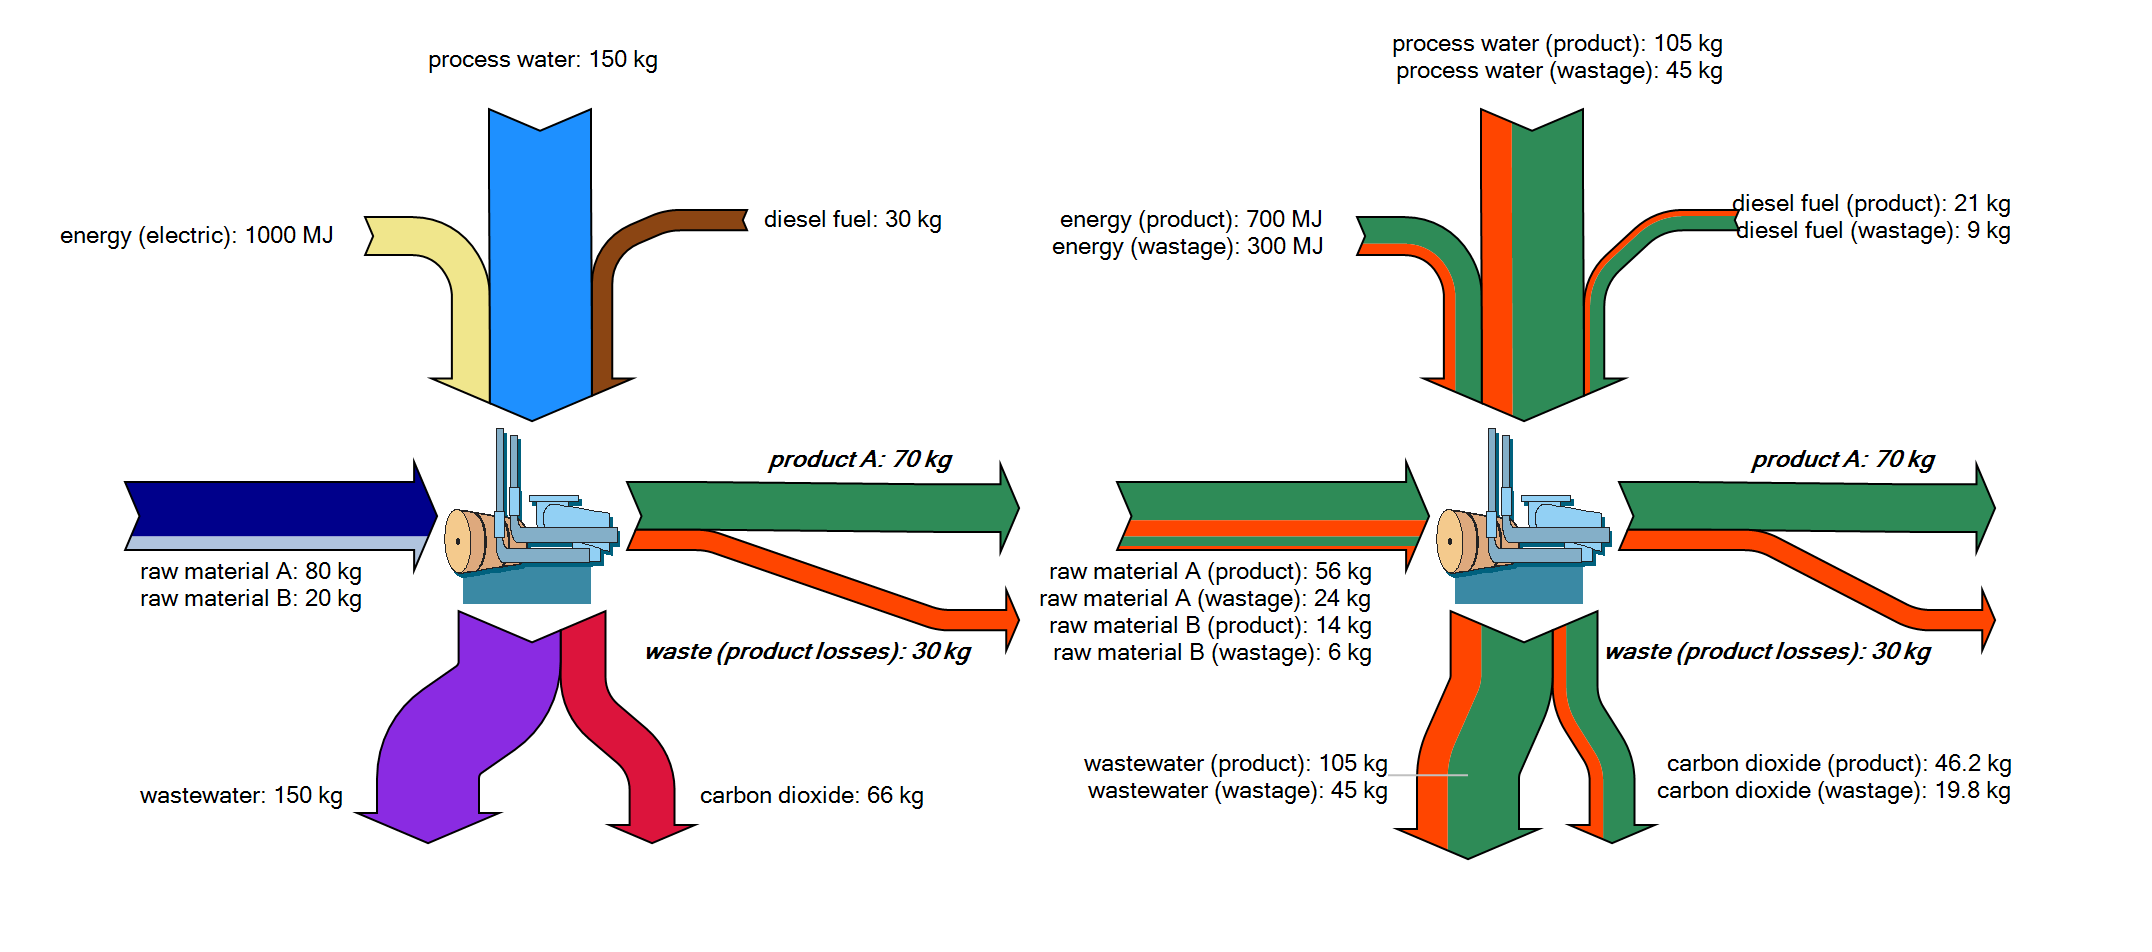 process water: 150 kg
energy (electric): 1000 MJ
diesel fuel: 30 kg
product A: 70 kg
raw material A: 80 kg
raw material B: 20 kg
waste (product losses): 30 kg
wastewater: 150 kg
carbon dioxide: 66 kg
process water (product): 105 kg
process water (wastage): 45 kg
energy (product): 700 MJ
energy (wastage): 300 MJ
diesel fuel (product): 21 kg
diesel fuel (wastage): 9 kg
product A: 70 kg
raw material A (product): 56 kg
raw material A (wastage): 24 kg
raw material B (product): 14 kg
raw material B (wastage): 6 kg
waste (product losses): 30 kg
wastewater (product): 105 kg
wastewater (wastage): 45 kg
carbon dioxide (product): 46.2 kg
carbon dioxide (wastage): 19.8 kg